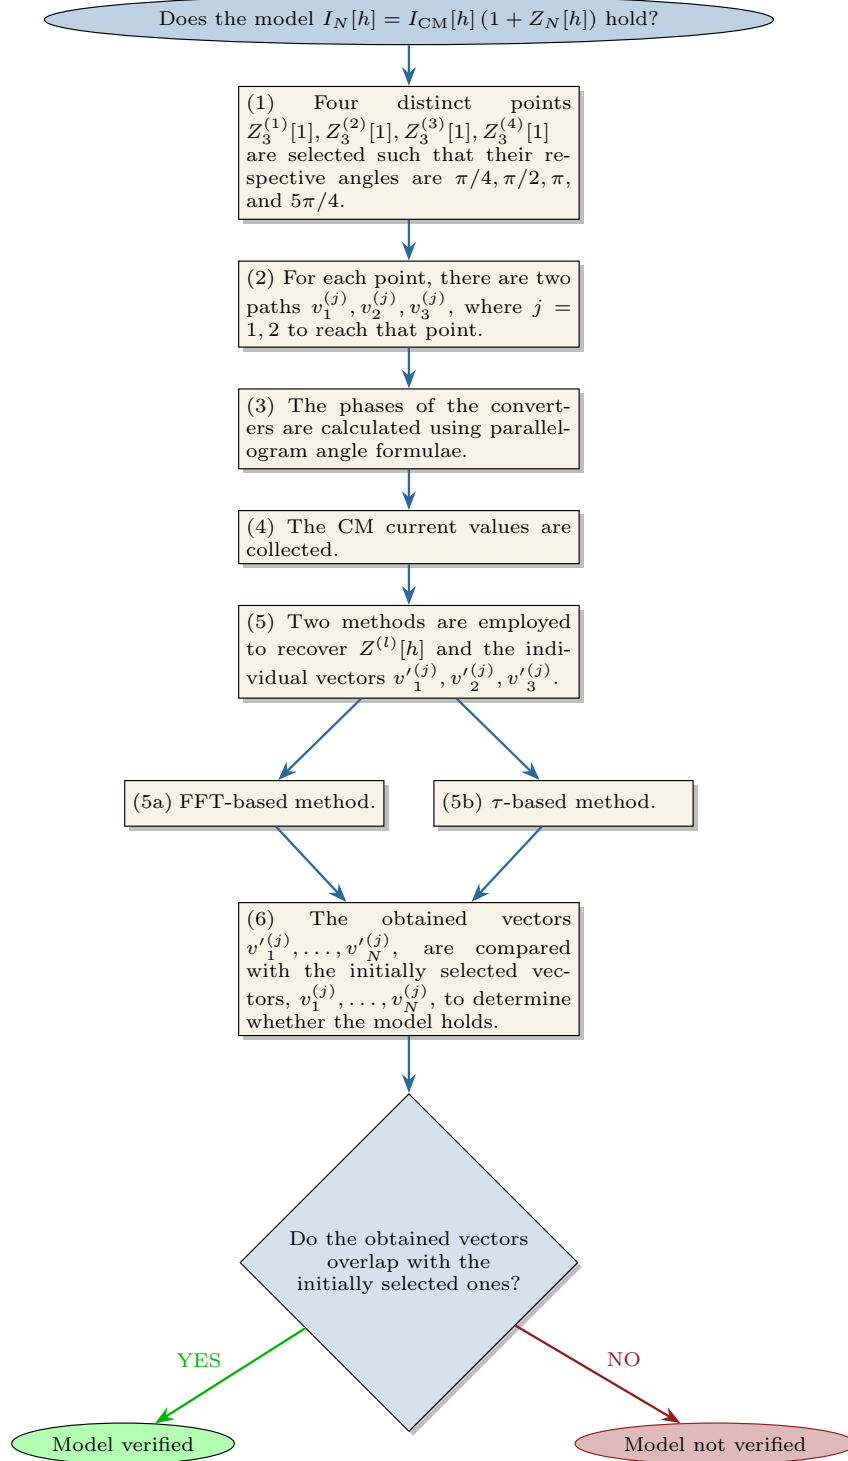 Does the model $I_N[h] = I_{\mathrm{CM}}[h]\,(1 + Z_N[h])$ hold?
(1) Four distinct points
$Z_3^{(1)}[1], Z_3^{(2)}[1], Z_3^{(3)}[1], Z_3^{(4)}[1]$
are selected such that their re-
spective angles are $\pi/4, \pi/2, \pi,$
and $5\pi/4$.
(2) For each point, there are two
paths $v_1^{(j)}, v_2^{(j)}, v_3^{(j)}$, where $j =$
$1, 2$ to reach that point.
(3) The phases of the convert-
ers are calculated using parallel-
ogram angle formulae.
(4) The CM current values are
collected.
(5) Two methods are employed
to recover $Z^{(l)}[h]$ and the indi-
vidual vectors $v'^{(j)}_1, v'^{(j)}_2, v'^{(j)}_3$.
(5a) FFT-based method.
(5b) $\tau$-based method.
(6) The obtained vectors
$v'^{(j)}_1, \ldots, v'^{(j)}_N$, are compared
with the initially selected vec-
tors, $v_1^{(j)}, \ldots, v_N^{(j)}$, to determine
whether the model holds.
Do the obtained vectors
overlap with the
initially selected ones?
YES
NO
Model verified
Model not verified